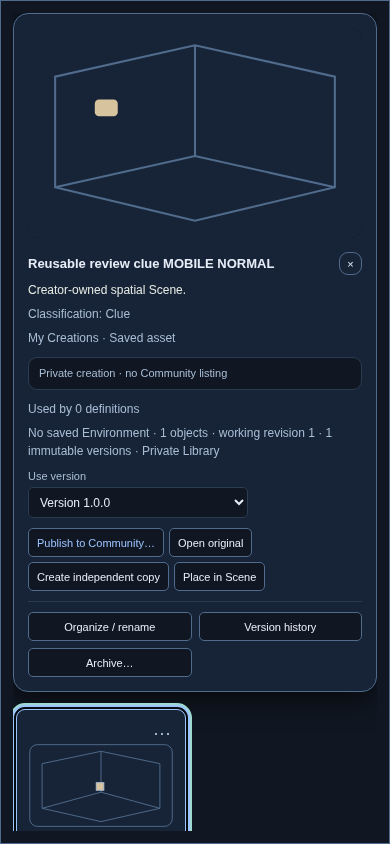 Reusable review clue MOBILE NORMAL ×
Creator-owned spatial Scene.
Classification: Clue
My Creations · Saved asset
Private creation · no Community listing
Used by 0 definitions
No saved Environment · 1 objects · working revision 1 · 1
immutable versions · Private Library
Use version
Version 1.0.0
Publish to Community… Open original
Create independent copy Place in Scene
Organize / rename Version history
Archive…
…